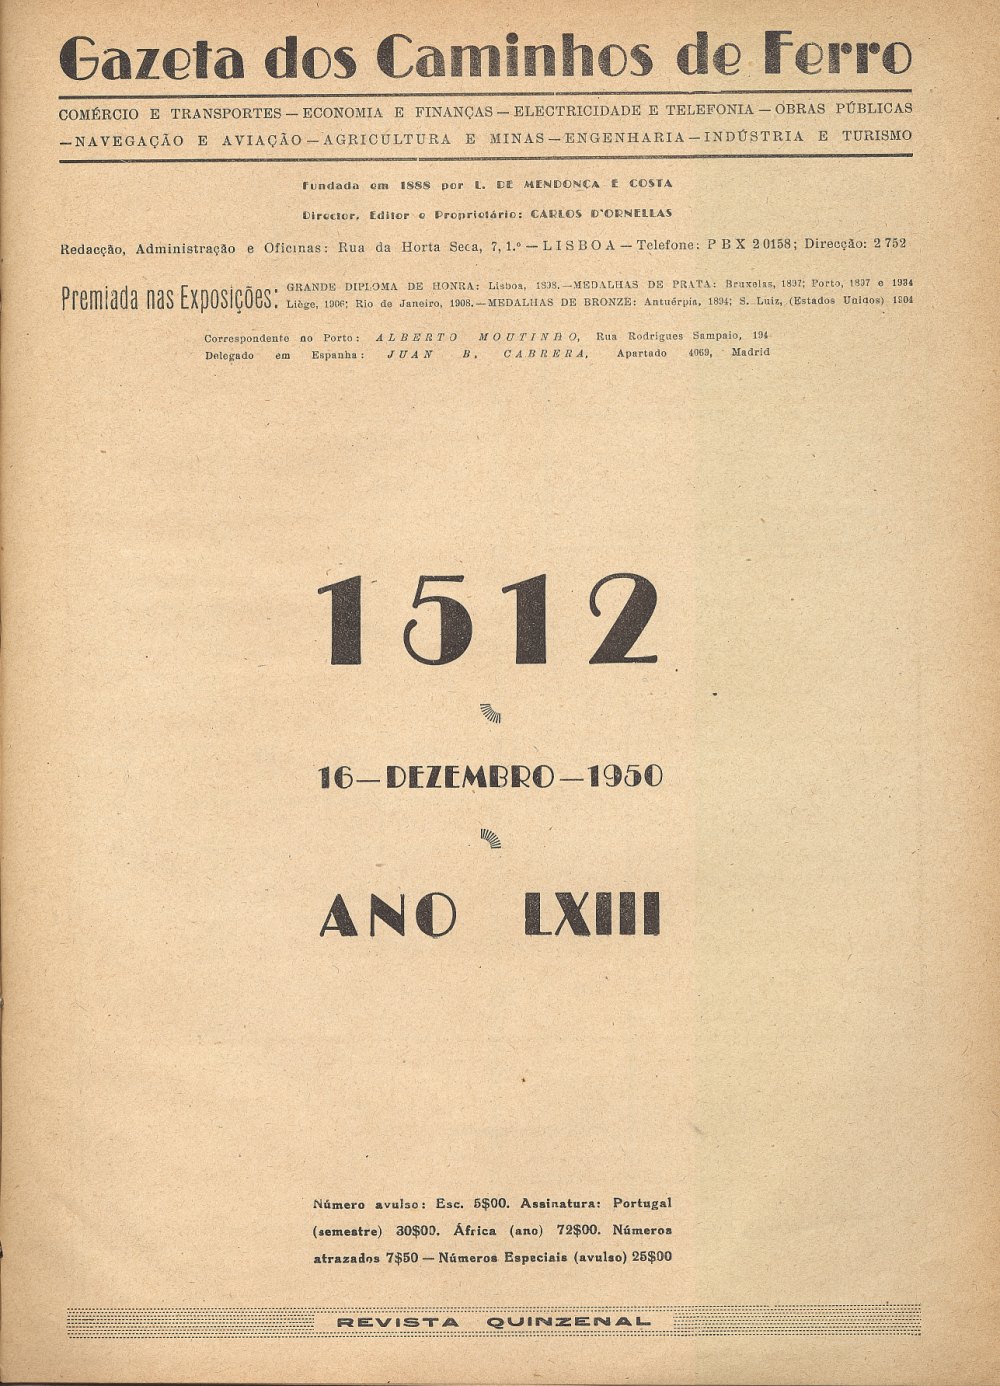 Gazeta dos Caminhos de Ferro
COMÉRCIO E TRANSPORTES — ECONOMIA E FINANÇAS — ELECTRICIDADE E TELEFONIA — OBRAS PÚBLICAS
— NAVEGAÇÃO E AVIAÇÃO — AGRICULTURA E MINAS — ENGENHARIA — INDÚSTRIA E TURISMO
Fundada em 1888 por L. DE MENDONÇA E COSTA
Director, Editor e Proprietário: CARLOS D'ORNELLAS
Redacção, Administração e Oficinas: Rua da Horta Seca, 7, 1.º — LISBOA — Telefone: PBX 20158; Direcção: 2752
Premiada nas Exposições: GRANDE DIPLOMA DE HONRA: Lisboa, 1898. — MEDALHAS DE PRATA: Bruxelas, 1897; Porto, 1897 e 1934
Liège, 1906; Rio de Janeiro, 1908. — MEDALHAS DE BRONZE: Antuérpia, 1894; S. Luiz, (Estados Unidos) 1904
Correspondente no Porto: ALBERTO MOUTINHO, Rua Rodrigues Sampaio, 194
Delegado em Espanha: JUAN B. CABRERA, Apartado 4069, Madrid
1512
16 — DEZEMBRO — 1950
ANO LXIII
Número avulso: Esc. 5$00. Assinatura: Portugal
(semestre) 30$00. África (ano) 72$00. Números
atrazados 7$50 — Números Especiais (avulso) 25$00
REVISTA QUINZENAL